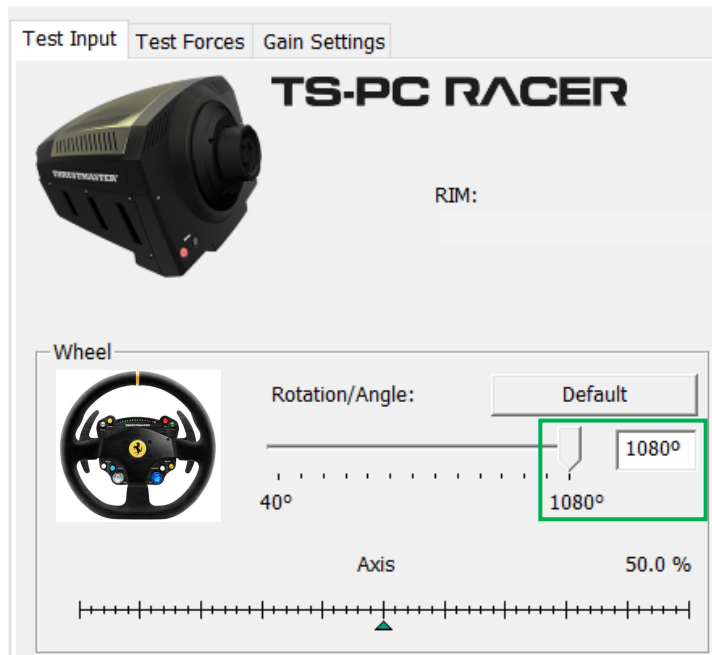 Test Input Test Forces Gain Settings
TS-PC RACER
THRUSTMASTER
RIM:
Wheel
Rotation/Angle: Default
1080º
40º 1080º
Axis 50.0 %